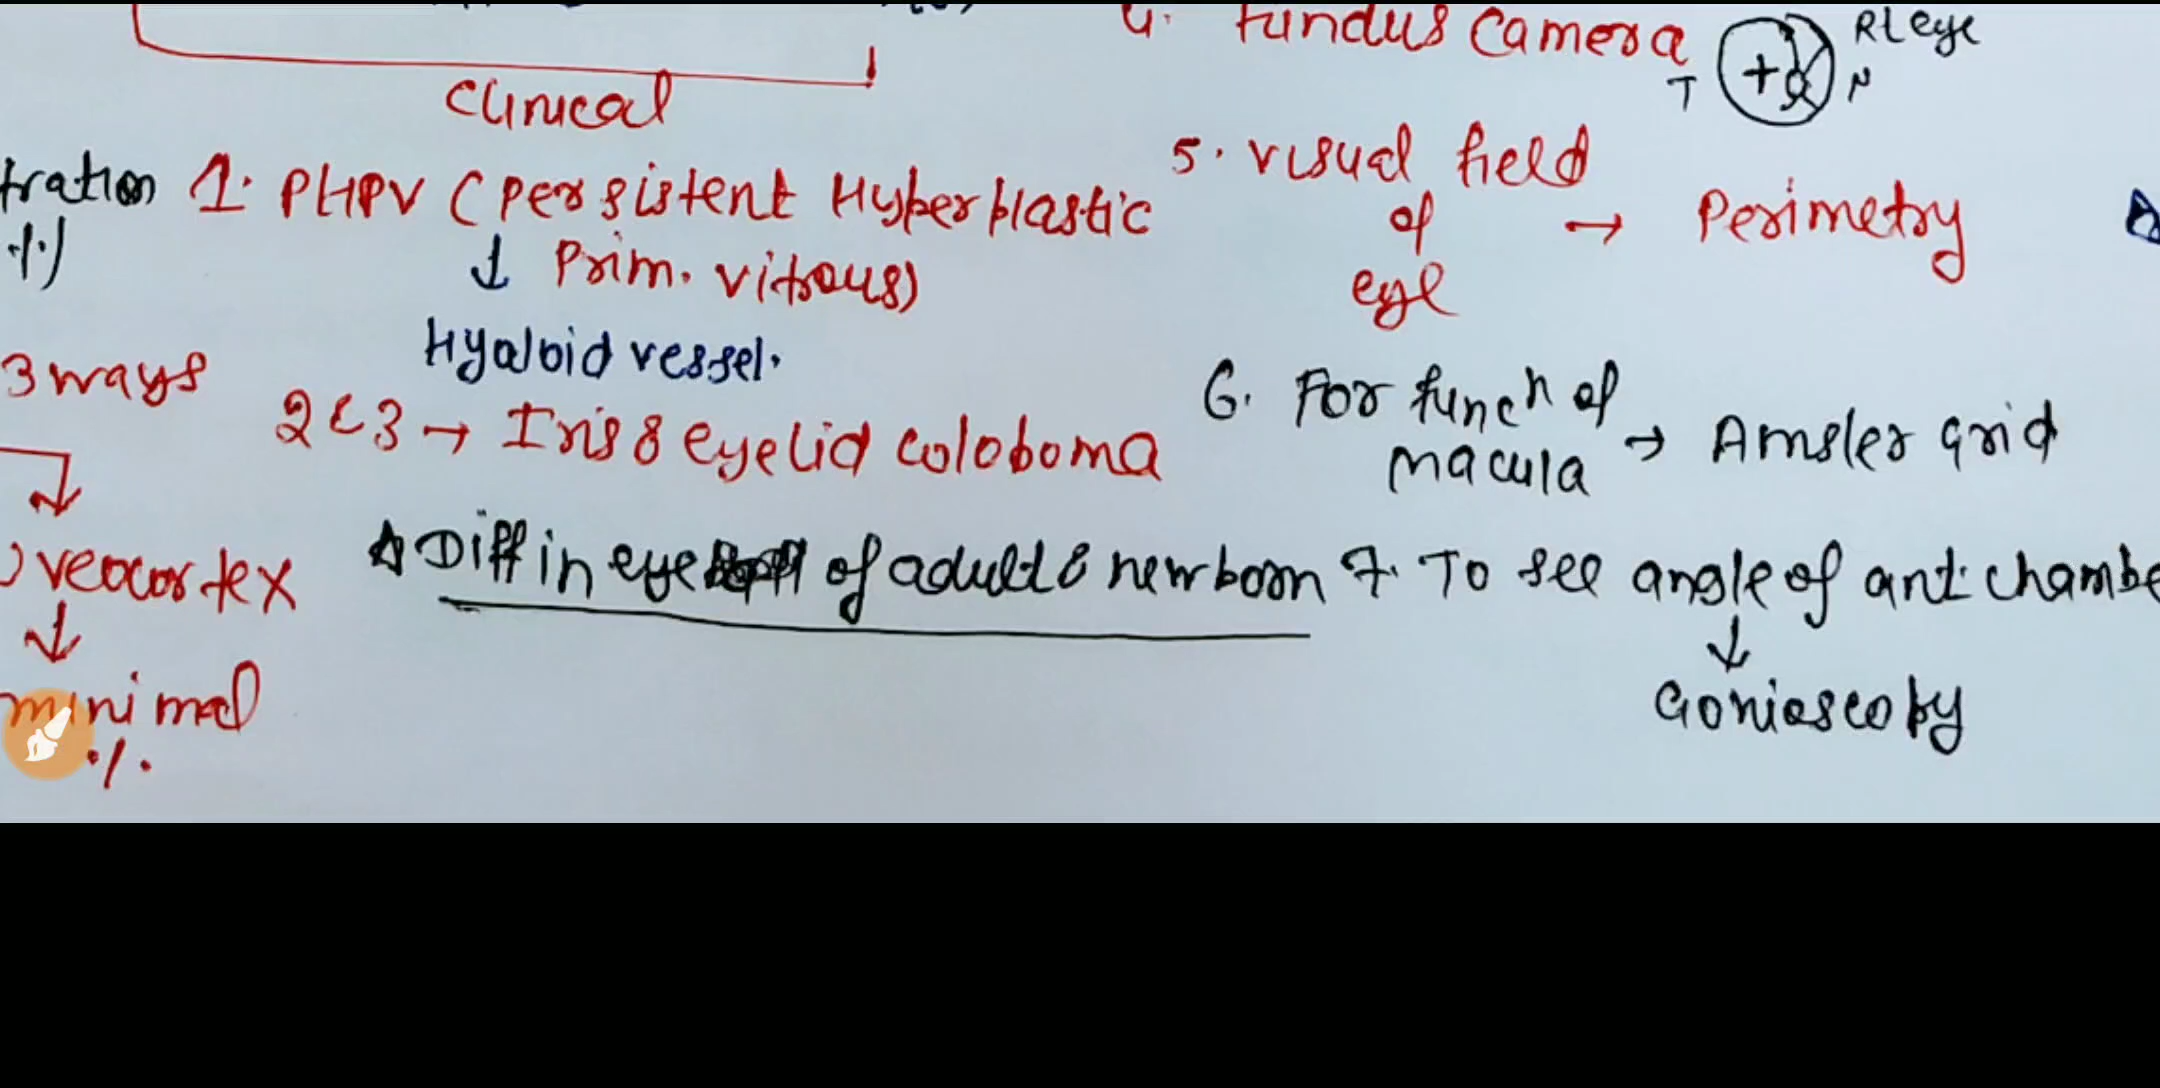 4. fundus camera
Rt eye
T + N
clinical
tration
1. PHPV (Persistent Hyperplastic
Prim. vitrous)
↓
Hyaloid vessel.
3 ways
2 & 3 → Iris & eyelid coloboma
veocortex
↓
minimal
Diff in eye of adult & newborn
5. visual field
of → Perimetry
eye
6. For funcn of
macula → Amsler grid
7. To see angle of ant. chambe
↓
Gonioscopy